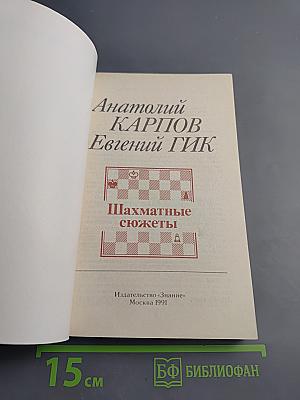 Анатолий
КАРПОВ
Евгений ГИК
Шахматные
сюжеты
Издательство «Знание»
Москва 1991
15 см
БФ БИБЛИОФАН